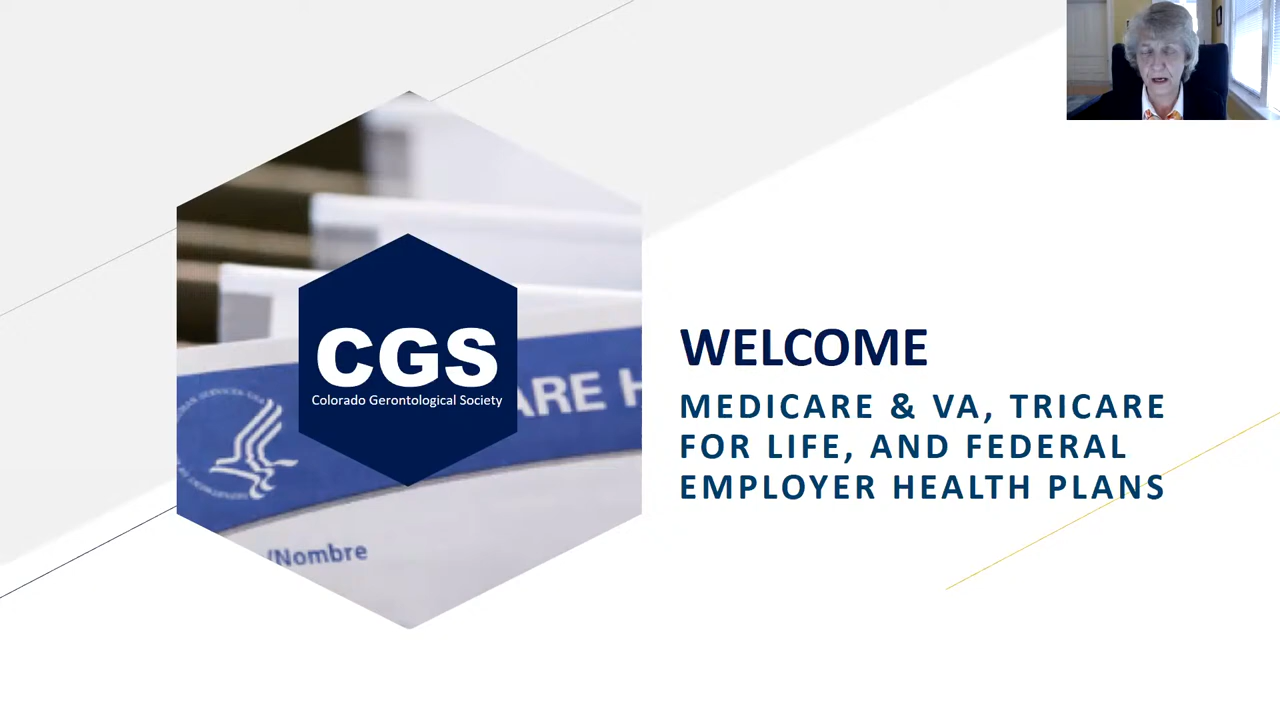 CGS
Colorado Gerontological Society
ARE H
/Nombre
WELCOME
MEDICARE & VA, TRICARE
FOR LIFE, AND FEDERAL
EMPLOYER HEALTH PLANS